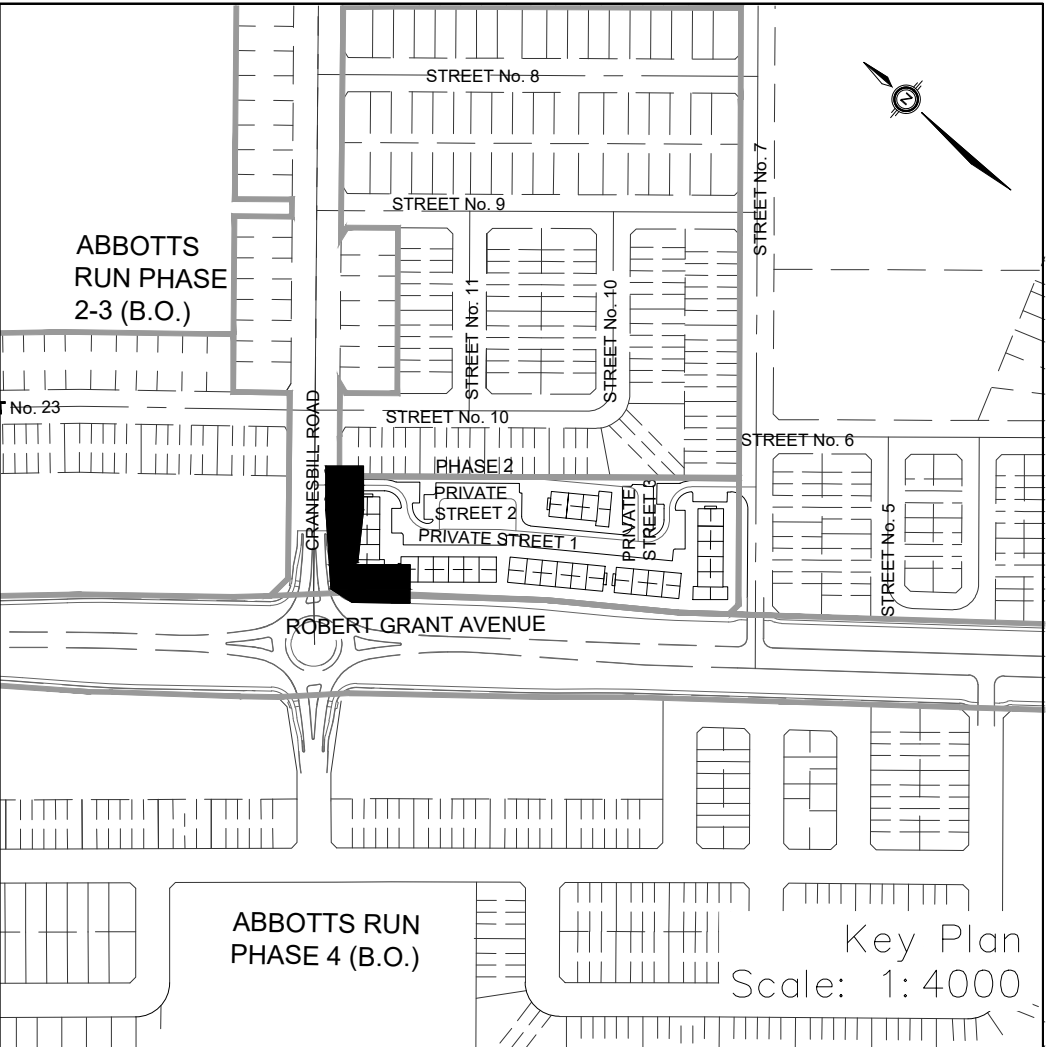 STREET No. 8
STREET No. 7
STREET No. 9
ABBOTTS
RUN PHASE
2-3 (B.O.)
STREET No. 11
STREET No. 10
T No. 23
CRANESBILL ROAD
STREET No. 10
STREET No. 6
PHASE 2
PRIVATE
STREET 2
PRIVATE
STREET 3
PRIVATE STREET 1
STREET No. 5
ROBERT GRANT AVENUE
ABBOTTS RUN
PHASE 4 (B.O.)
Key Plan
Scale: 1:4000
N